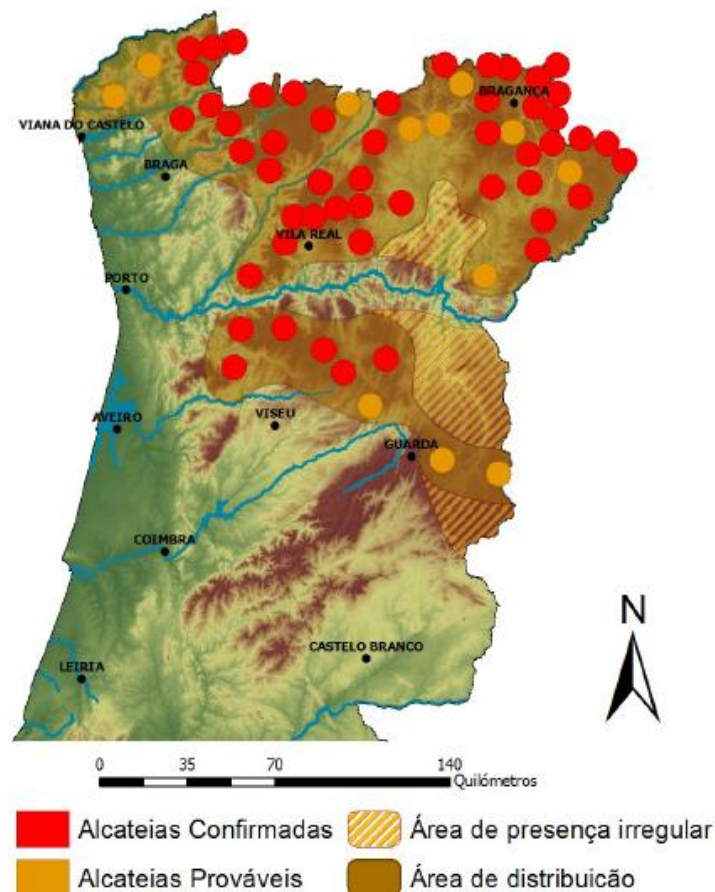 BRAGANÇA
VIANA DO CASTELO
BRAGA
VILA REAL
PORTO
AVEIRO
VISEU
GUARDA
COIMBRA
N
CASTELO BRANCO
LEIRIA
0 35 70 140
Quilómetros
Alcateias Confirmadas
Área de presença irregular
Alcateias Prováveis
Área de distribuicão